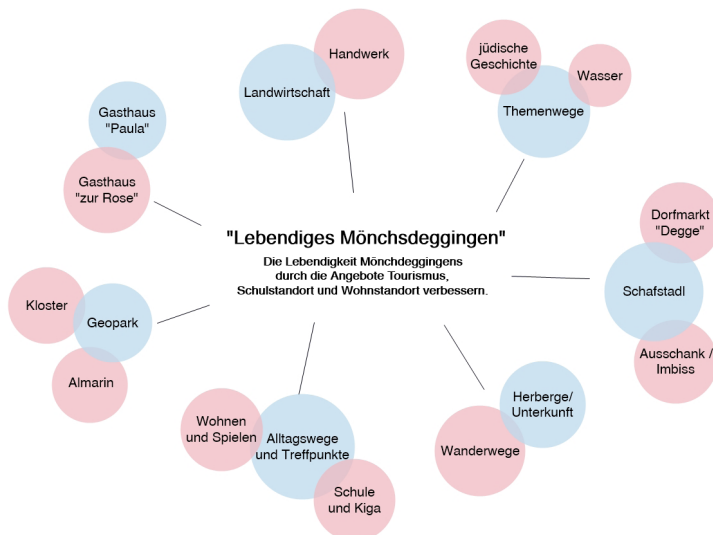 Handwerk
Landwirtschaft
jüdische
Geschichte
Wasser
Themenwege
Gasthaus
"Paula"
Gasthaus
"zur Rose"
"Lebendiges Mönchsdeggingen"
Die Lebendigkeit Mönchdeggingens
durch die Angebote Tourismus,
Schulstandort und Wohnstandort verbessern.
Dorfmarkt
"Degge"
Schafstadl
Ausschank /
Imbiss
Kloster
Geopark
Almarin
Wohnen
und Spielen
Alltagswege
und Treffpunkte
Schule
und Kiga
Herberge/
Unterkunft
Wanderwege